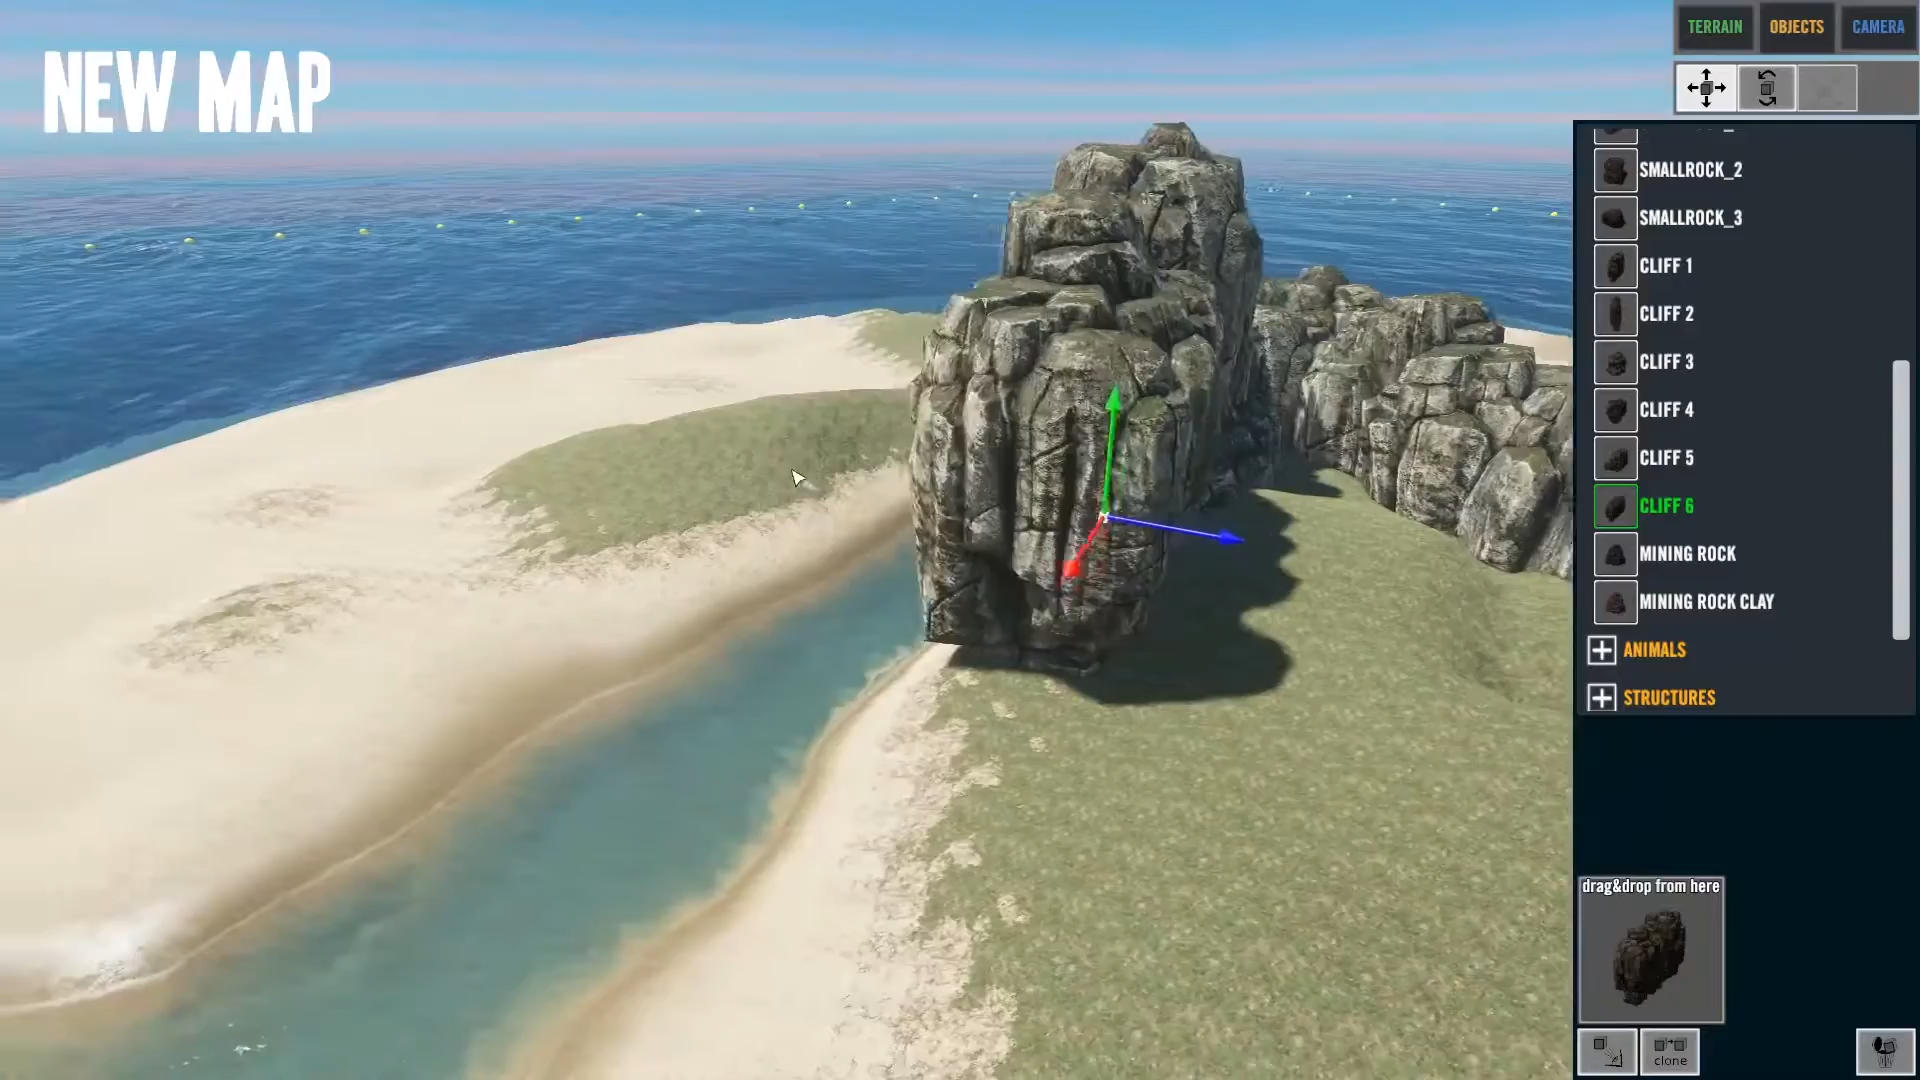 NEW MAP
TERRAIN
OBJECTS
CAMERA
SMALLROCK_2
SMALLROCK_3
CLIFF 1
CLIFF 2
CLIFF 3
CLIFF 4
CLIFF 5
CLIFF 6
MINING ROCK
MINING ROCK CLAY
ANIMALS
STRUCTURES
drag&drop from here
clone